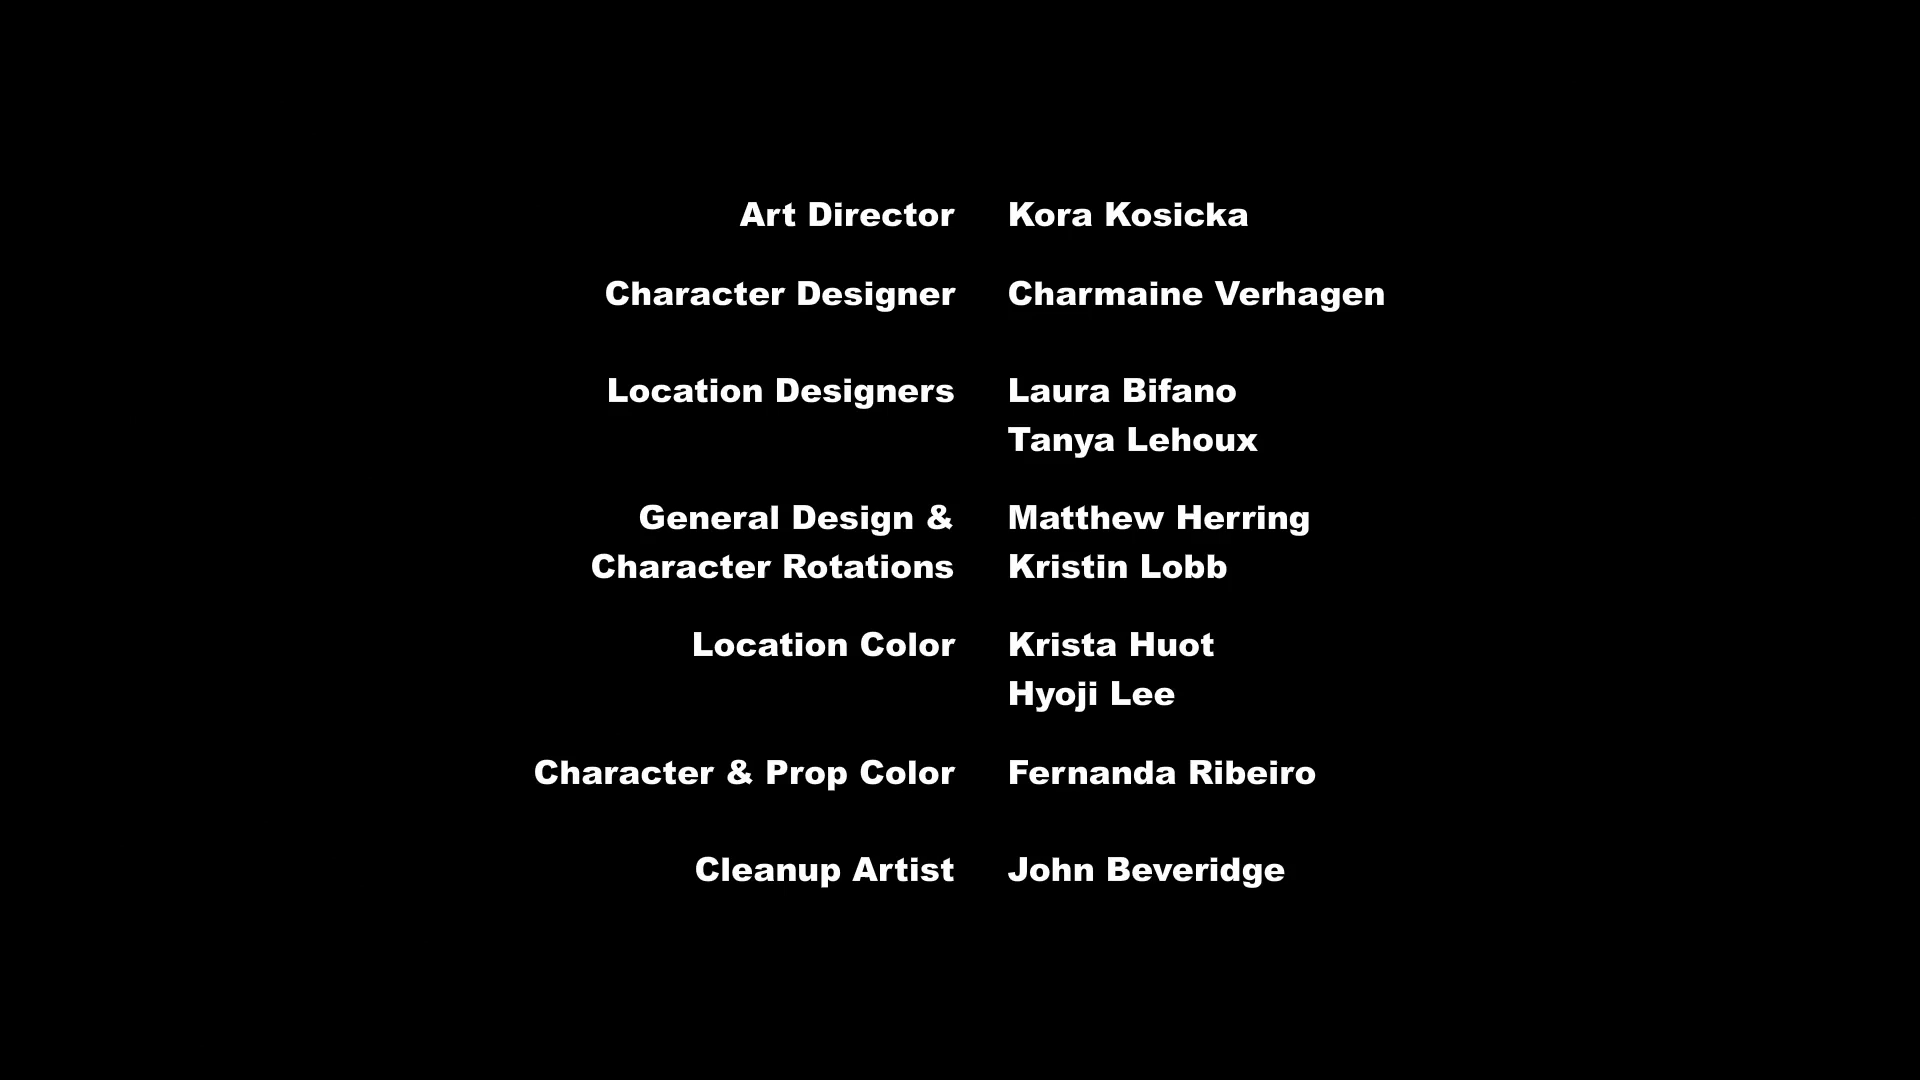 Art Director Kora Kosicka
Character Designer Charmaine Verhagen
Location Designers Laura Bifano
Tanya Lehoux
General Design & Matthew Herring
Character Rotations Kristin Lobb
Location Color Krista Huot
Hyoji Lee
Character & Prop Color Fernanda Ribeiro
Cleanup Artist John Beveridge